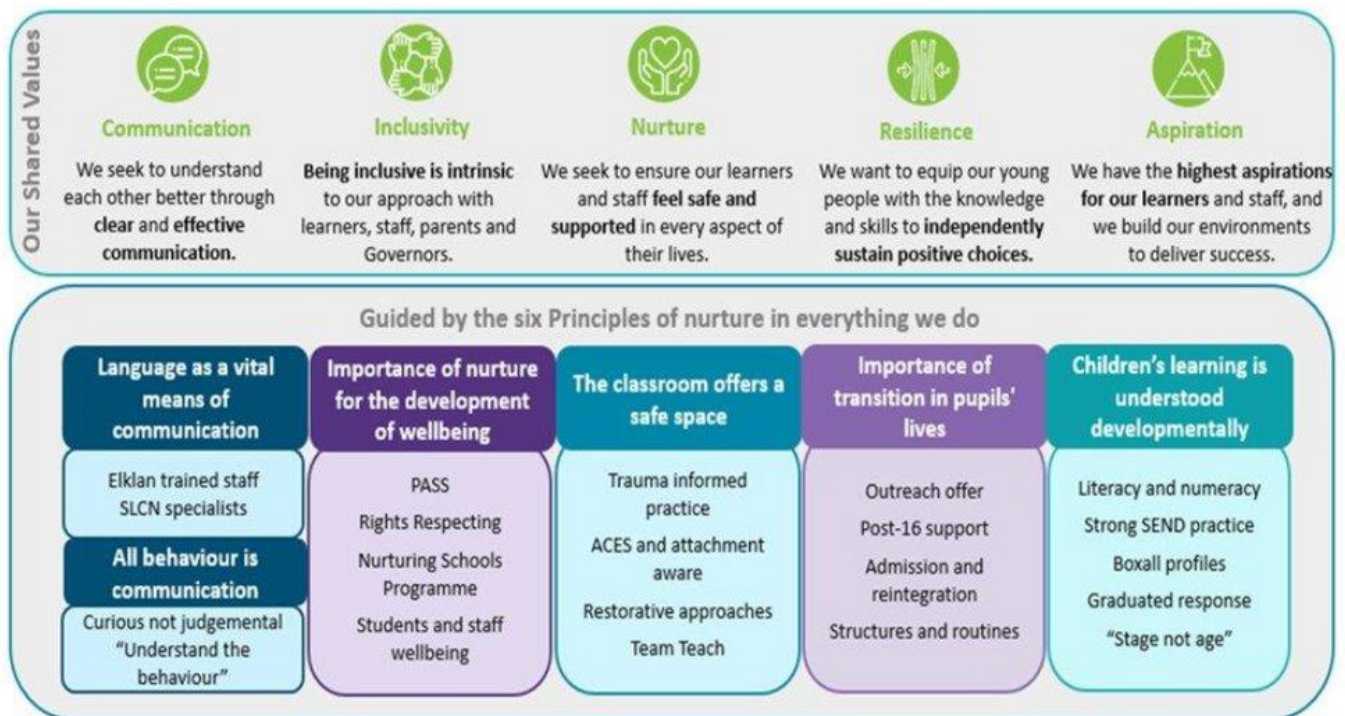 Our Shared Values
Communication
We seek to understand
each other better through
clear and effective
communication.
Inclusivity
Being inclusive is intrinsic
to our approach with
learners, staff, parents and
Governors.
Nurture
We seek to ensure our learners
and staff feel safe and
supported in every aspect of
their lives.
Resilience
We want to equip our young
people with the knowledge
and skills to independently
sustain positive choices.
Aspiration
We have the highest aspirations
for our learners and staff, and
we build our environments
to deliver success.
Guided by the six Principles of nurture in everything we do
Language as a vital
means of
communication
Elklan trained staff
SLCN specialists
All behaviour is
communication
Curious not judgemental
“Understand the
behaviour”
Importance of nurture
for the development
of wellbeing
PASS
Rights Respecting
Nurturing Schools
Programme
Students and staff
wellbeing
The classroom offers a
safe space
Trauma informed
practice
ACES and attachment
aware
Restorative approaches
Team Teach
Importance of
transition in pupils'
lives
Outreach offer
Post-16 support
Admission and
reintegration
Structures and routines
Children’s learning is
understood
developmentally
Literacy and numeracy
Strong SEND practice
Boxall profiles
Graduated response
“Stage not age”